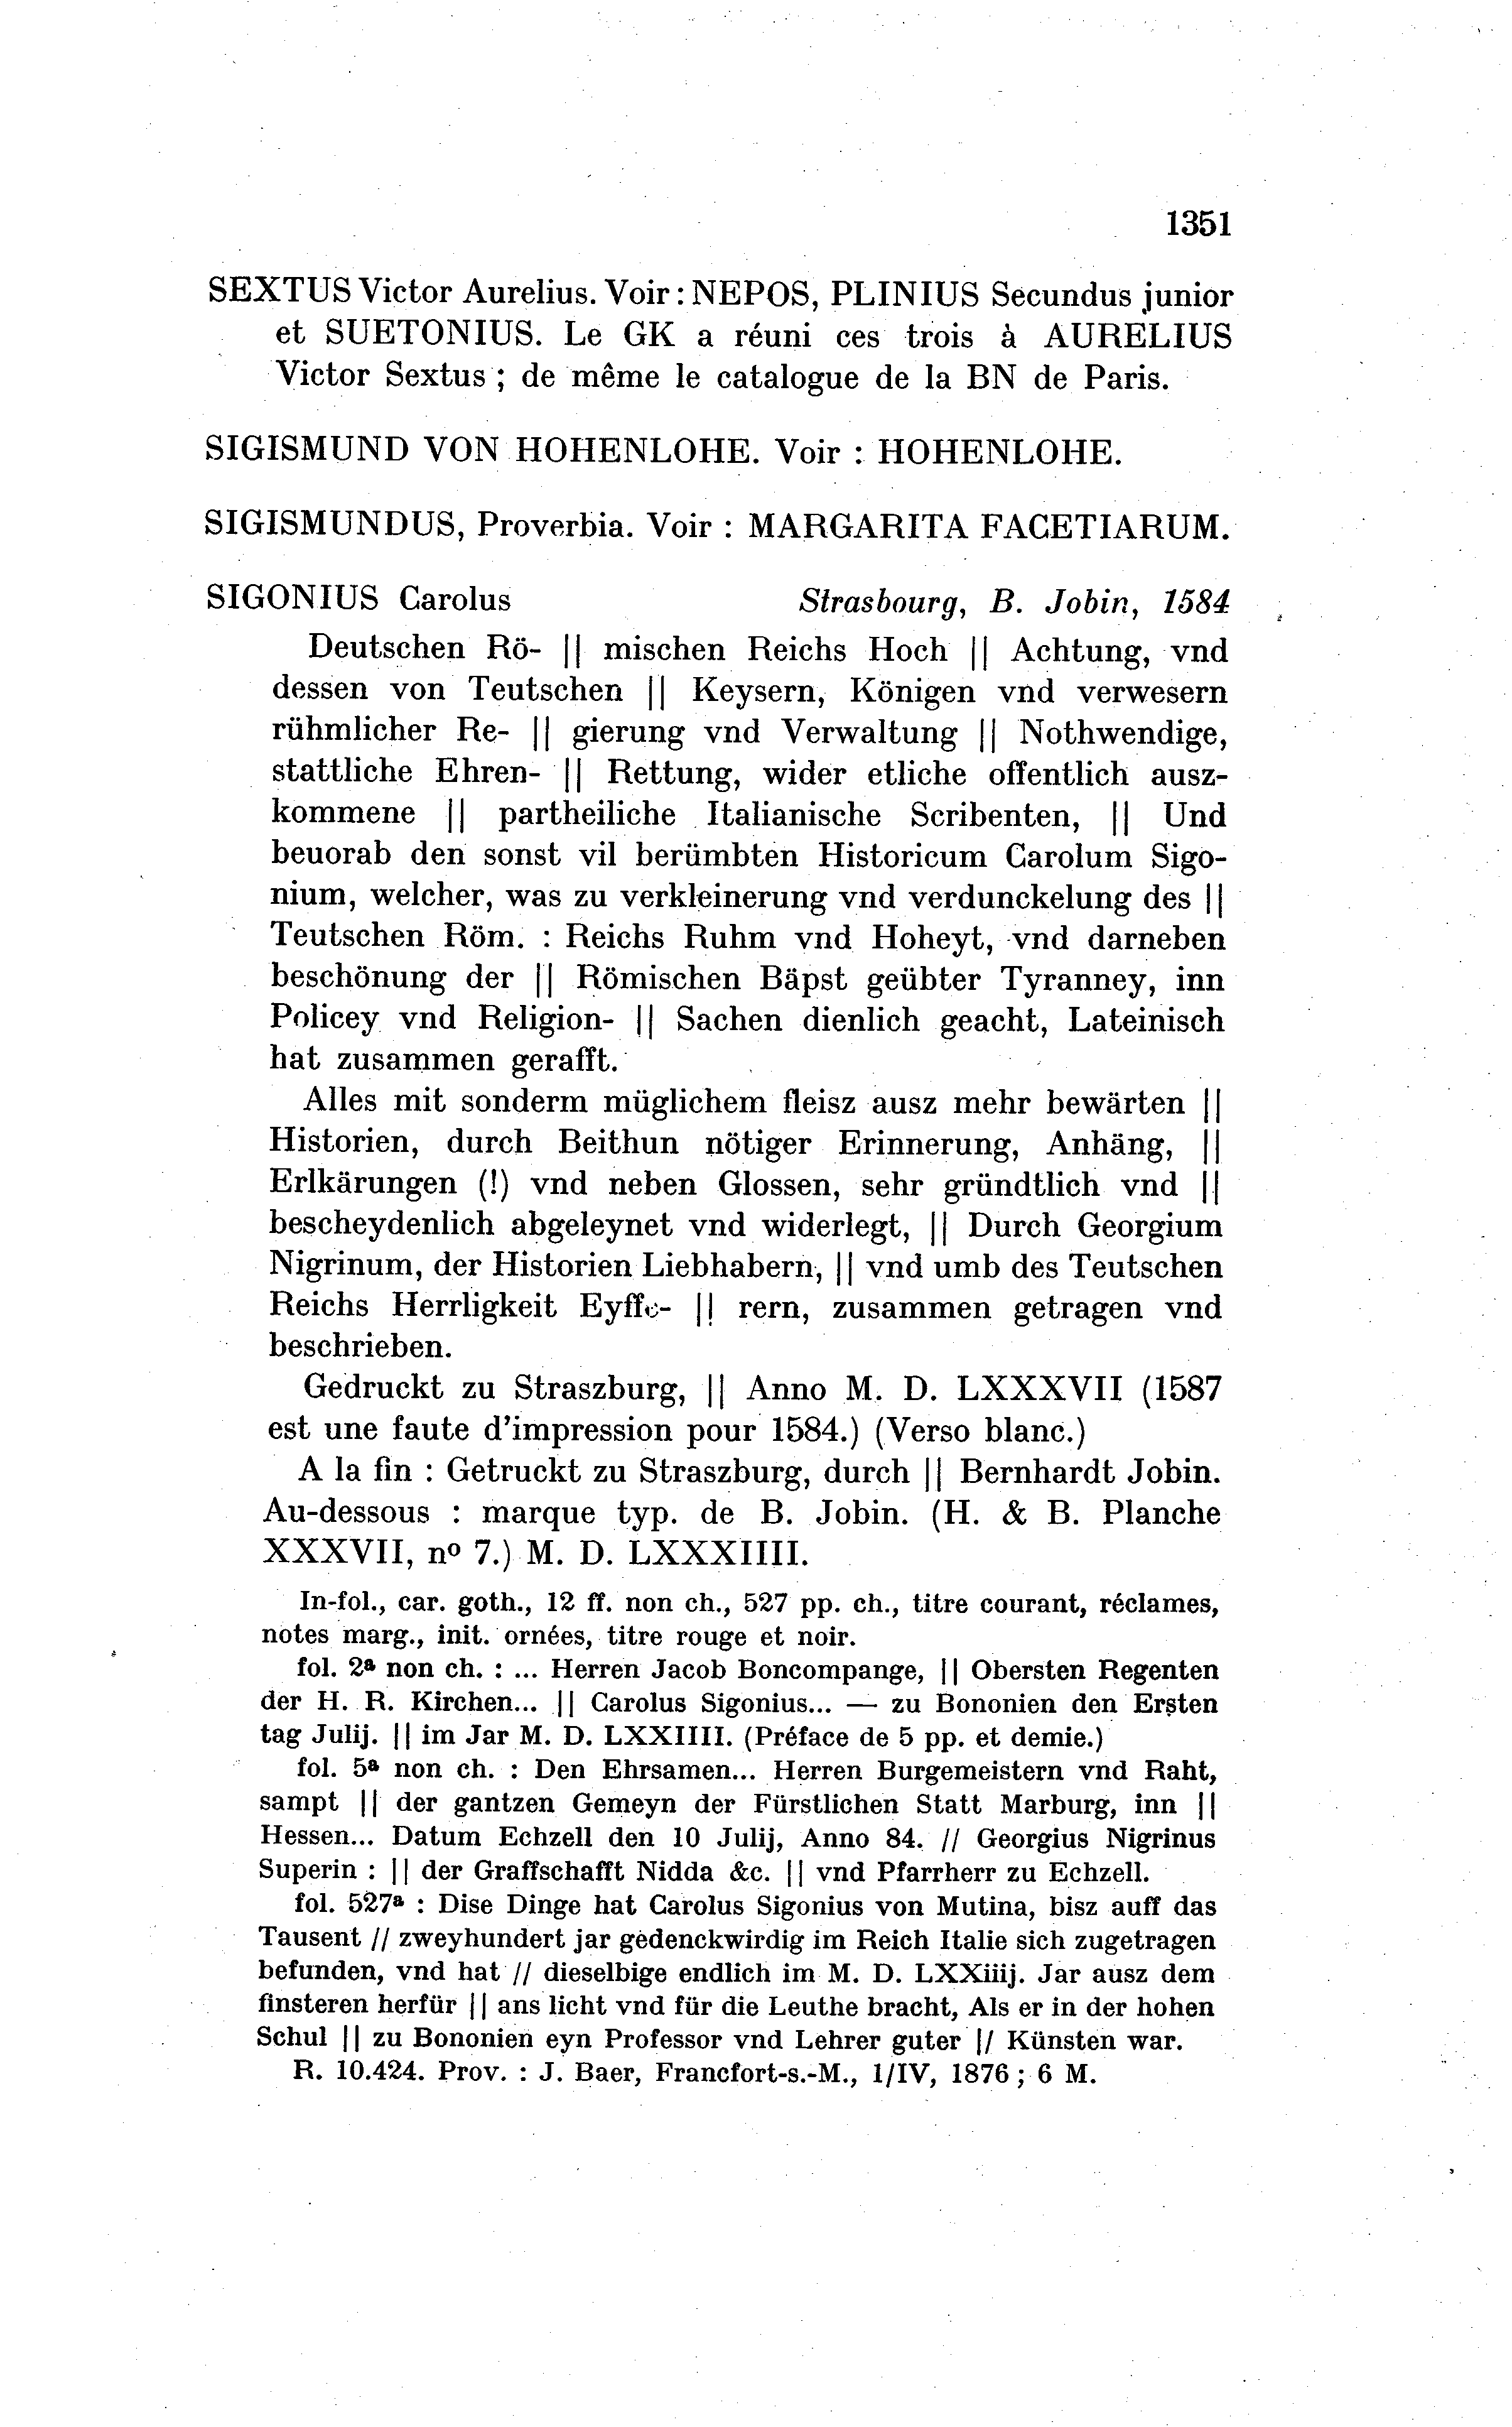 1351
SEXTUS Victor Aurelius. Voir : NEPOS, PLINIUS Secundus junior
et SUETONIUS. Le GK a réuni ces trois à AURELIUS
Victor Sextus ; de même le catalogue de la BN de Paris.
SIGISMUND VON HOHENLOHE. Voir : HOHENLOHE.
SIGISMUNDUS, Proverbia. Voir : MARGARITA FACETIARUM.
SIGONIUS Carolus Strasbourg, B. Jobin, 1584
Deutschen Rö- || mischen Reichs Hoch || Achtung, vnd
dessen von Teutschen || Keysern, Königen vnd verwesern
rühmlicher Re- || gierung vnd Verwaltung || Nothwendige,
stattliche Ehren- || Rettung, wider etliche offentlich ausz-
kommene || partheiliche Italianische Scribenten, || Und
beuorab den sonst vil berümbten Historicum Carolum Sigo-
nium, welcher, was zu verkleinerung vnd verdunckelung des ||
Teutschen Röm. : Reichs Ruhm vnd Hoheyt, vnd darneben
beschönung der || Römischen Bäpst geübter Tyranney, inn
Policey vnd Religion- || Sachen dienlich geacht, Lateinisch
hat zusammen gerafft.
Alles mit sonderm müglichem fleisz ausz mehr bewärten ||
Historien, durch Beithun nötiger Erinnerung, Anhäng, ||
Erlkärungen (!) vnd neben Glossen, sehr gründtlich vnd ||
bescheydenlich abgeleynet vnd widerlegt, || Durch Georgium
Nigrinum, der Historien Liebhabern, || vnd umb des Teutschen
Reichs Herrligkeit Eyffe- || rern, zusammen getragen vnd
beschrieben.
Gedruckt zu Straszburg, || Anno M. D. LXXXVII (1587
est une faute d'impression pour 1584.) (Verso blanc.)
A la fin : Getruckt zu Straszburg, durch || Bernhardt Jobin.
Au-dessous : marque typ. de B. Jobin. (H. & B. Planche
XXXVII, nº 7.) M. D. LXXXIIII.
In-fol., car. goth., 12 ff. non ch., 527 pp. ch., titre courant, réclames,
notes marg., init. ornées, titre rouge et noir.
fol. 2ª non ch. : ... Herren Jacob Boncompange, || Obersten Regenten
der H. R. Kirchen... || Carolus Sigonius... — zu Bononien den Ersten
tag Julij. || im Jar M. D. LXXIIII. (Préface de 5 pp. et demie.)
fol. 5ª non ch. : Den Ehrsamen... Herren Burgemeistern vnd Raht,
sampt || der gantzen Gemeyn der Fürstlichen Statt Marburg, inn ||
Hessen... Datum Echzell den 10 Julij, Anno 84. // Georgius Nigrinus
Superin : || der Graffschafft Nidda &c. || vnd Pfarrherr zu Echzell.
fol. 527ª : Dise Dinge hat Carolus Sigonius von Mutina, bisz auff das
Tausent // zweyhundert jar gedenckwirdig im Reich Italie sich zugetragen
befunden, vnd hat // dieselbige endlich im M. D. LXXiiij. Jar ausz dem
finsteren herfür || ans licht vnd für die Leuthe bracht, Als er in der hohen
Schul || zu Bononien eyn Professor vnd Lehrer guter |/ Künsten war.
R. 10.424. Prov. : J. Baer, Francfort-s.-M., 1/IV, 1876 ; 6 M.